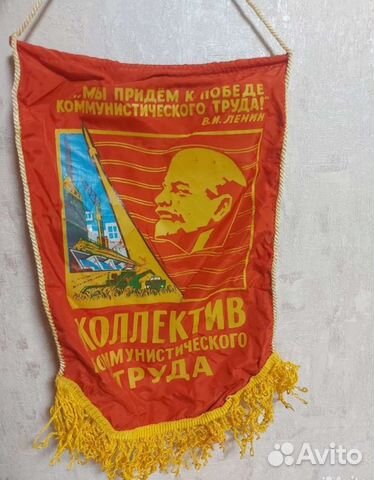 „МЫ ПРИДЕМ К ПОБЕДЕ
КОММУНИСТИЧЕСКОГО ТРУДА!"
В.И. ЛЕНИН
КОЛЛЕКТИВ
КОММУНИСТИЧЕСКОГО
ТРУДА
Avito